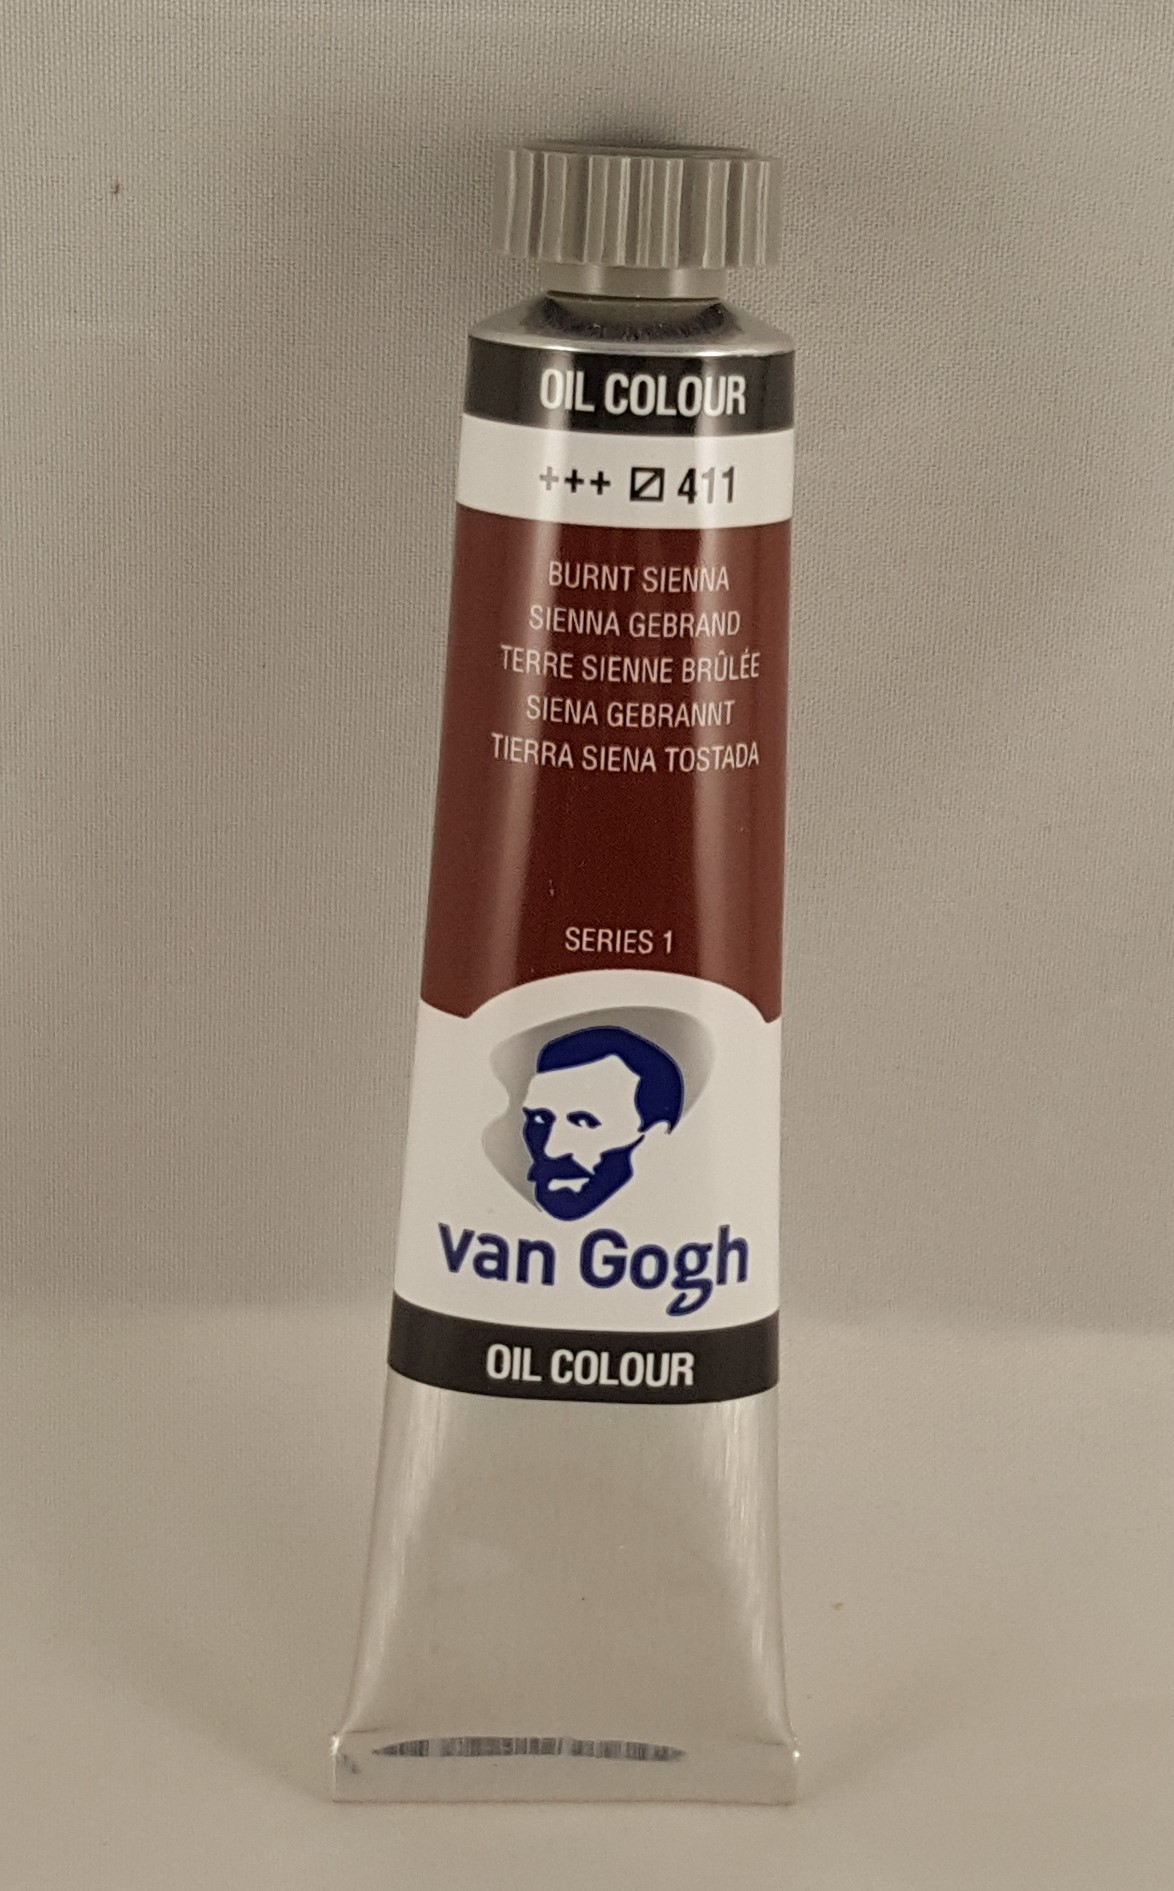 OIL COLOUR
+++ 411
BURNT SIENNA
SIENNA GEBRAND
TERRE SIENNE BRÛLÉE
SIENA GEBRANNT
TIERRA SIENA TOSTADA
SERIES 1
van Gogh
OIL COLOUR